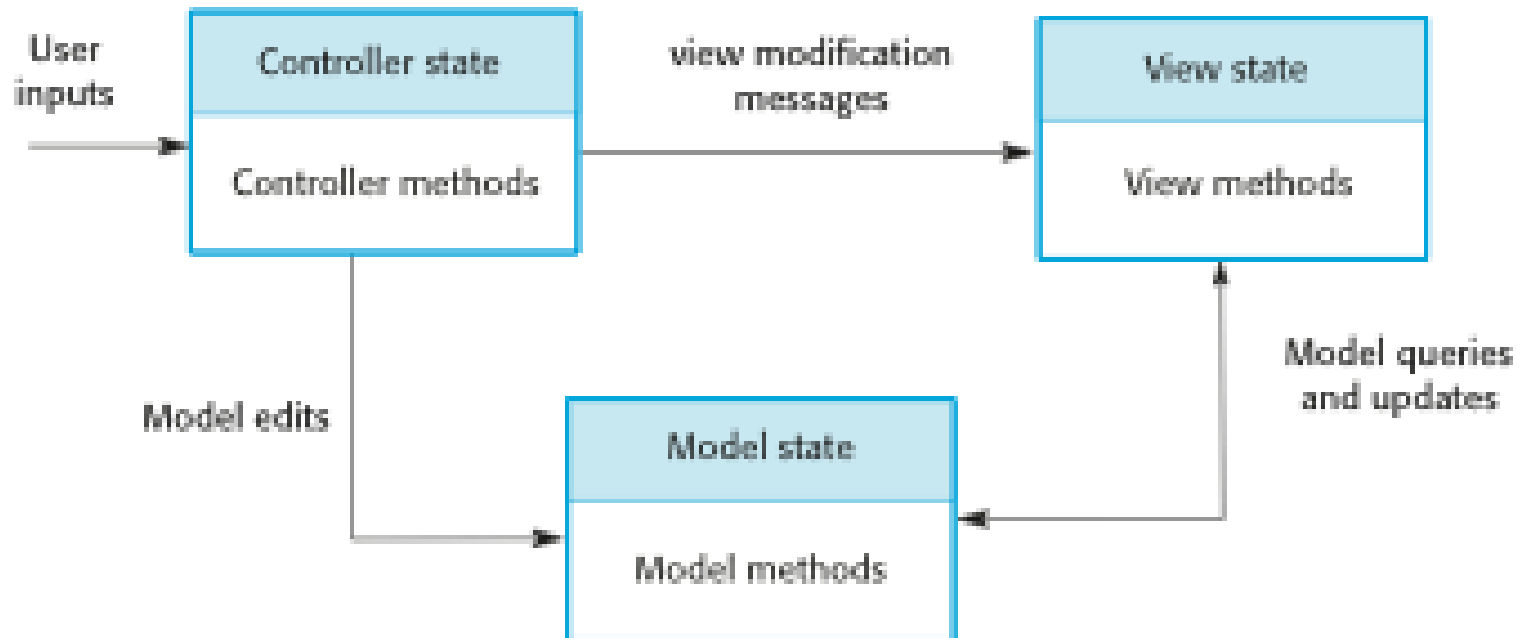 User
inputs
Controller state
Controller methods
view modification
messages
View state
View methods
Model edits
Model state
Model methods
Model queries
and updates